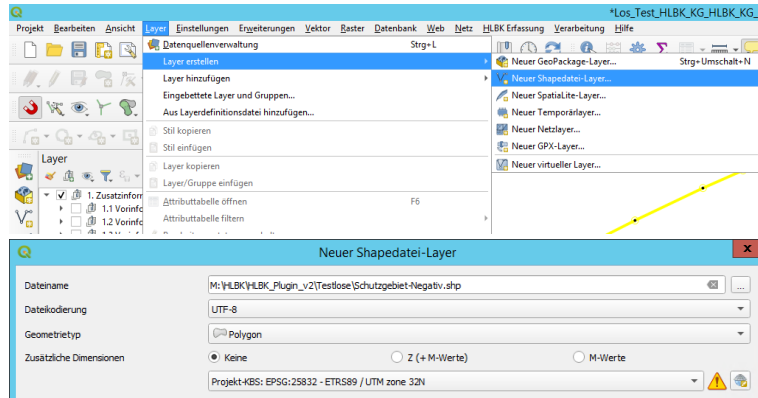 *Los_Test_HLBK_KG_HLBK_KG_
Projekt Bearbeiten Ansicht Layer Einstellungen Erweiterungen Vektor Raster Datenbank Web Netz HLBK Erfassung Verarbeitung Hilfe
Datenquellenverwaltung Strg+L
Layer erstellen
Layer hinzufügen
Eingebettete Layer und Gruppen...
Aus Layerdefinitionsdatei hinzufügen...
Stil kopieren
Stil einfügen
Layer kopieren
Layer/Gruppe einfügen
Attributtabelle öffnen F6
Attributtabelle filtern
Neuer GeoPackage-Layer... Strg+Umschalt+N
Neuer Shapedatei-Layer...
Neuer SpatiaLite-Layer...
Neuer Temporärlayer...
Neuer Netzlayer...
Neuer GPX-Layer...
Neuer virtueller Layer...
Layer
1. Zusatzinfor
1.1 Vorinfo
1.2 Vorinfo
Neuer Shapedatei-Layer
x
Dateiname M:\HLBK\HLBK_Plugin_v2\Testlose\Schutzgebiet-Negativ.shp ...
Dateikodierung UTF-8
Geometrietyp Polygon
Zusätzliche Dimensionen Keine Z (+ M-Werte) M-Werte
Projekt-KBS: EPSG:25832 - ETRS89 / UTM zone 32N